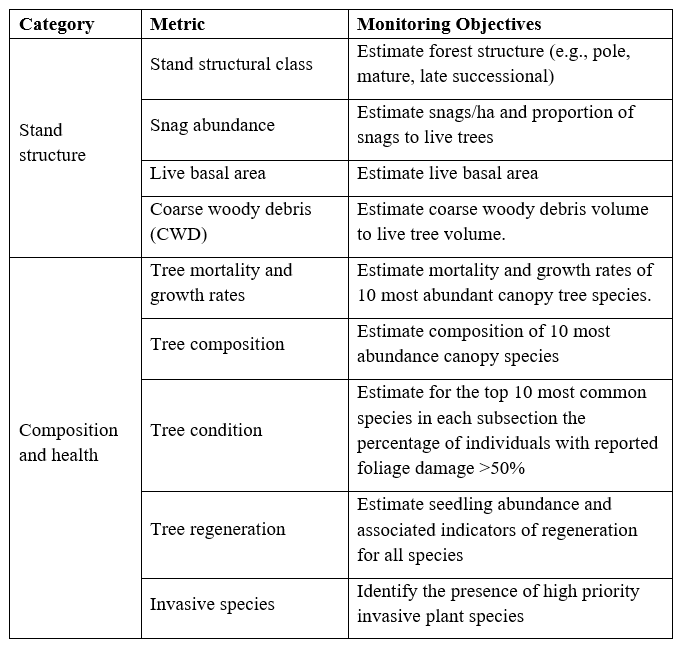 Category Metric Monitoring Objectives
Stand
structure
Stand structural class
Estimate forest structure (e.g., pole,
mature, late successional)
Snag abundance
Estimate snags/ha and proportion of
snags to live trees
Live basal area
Estimate live basal area
Coarse woody debris
(CWD)
Estimate coarse woody debris volume
to live tree volume.
Composition
and health
Tree mortality and
growth rates
Estimate mortality and growth rates of
10 most abundant canopy tree species.
Tree composition
Estimate composition of 10 most
abundance canopy species
Tree condition
Estimate for the top 10 most common
species in each subsection the
percentage of individuals with reported
foliage damage >50%
Tree regeneration
Estimate seedling abundance and
associated indicators of regeneration
for all species
Invasive species
Identify the presence of high priority
invasive plant species